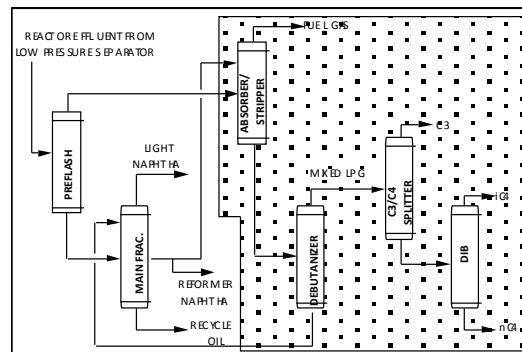 REACTOR EFFLUENT FROM
LOW PRESSURE SEPARATOR
FUEL GAS
ABSORBER/
STRIPPER
C3
PREFLASH
LIGHT
NAPHTHA
MIXED LPG
C3/C4
SPLITTER
iC4
MAIN FRAC.
DEBUTANIZER
DIB
REFORMER
NAPHTHA
RECYCLE
OIL
nC4